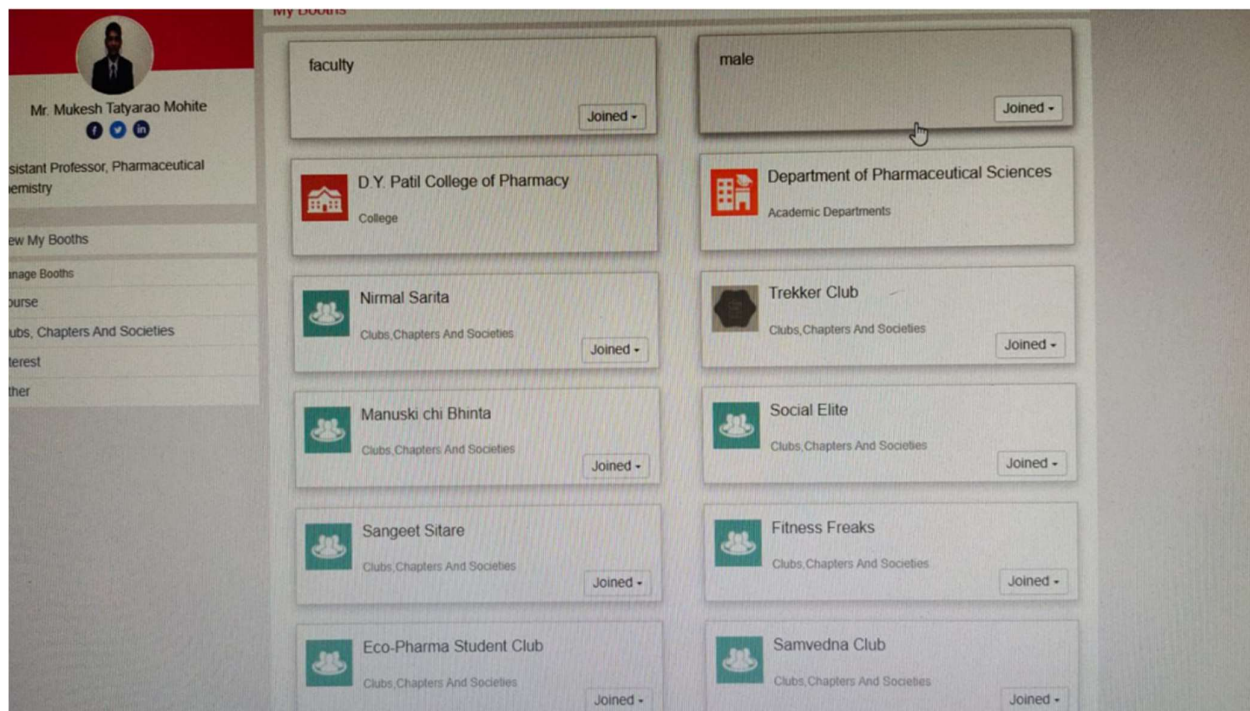 My Booths
Mr. Mukesh Tatyarao Mohite
sistant Professor, Pharmaceutical
emistry
ew My Booths
anage Booths
ourse
ubs, Chapters And Societies
terest
ther
faculty
Joined
male
Joined
D.Y. Patil College of Pharmacy
College
Department of Pharmaceutical Sciences
Academic Departments
Nirmal Sarita
Clubs,Chapters And Societies
Joined
Trekker Club
Clubs,Chapters And Societies
Joined
Manuski chi Bhinta
Clubs,Chapters And Societies
Joined
Social Elite
Clubs,Chapters And Societies
Joined
Sangeet Sitare
Clubs,Chapters And Societies
Joined
Fitness Freaks
Clubs,Chapters And Societies
Joined
Eco-Pharma Student Club
Clubs,Chapters And Societies
Joined
Samvedna Club
Clubs,Chapters And Societies
Joined